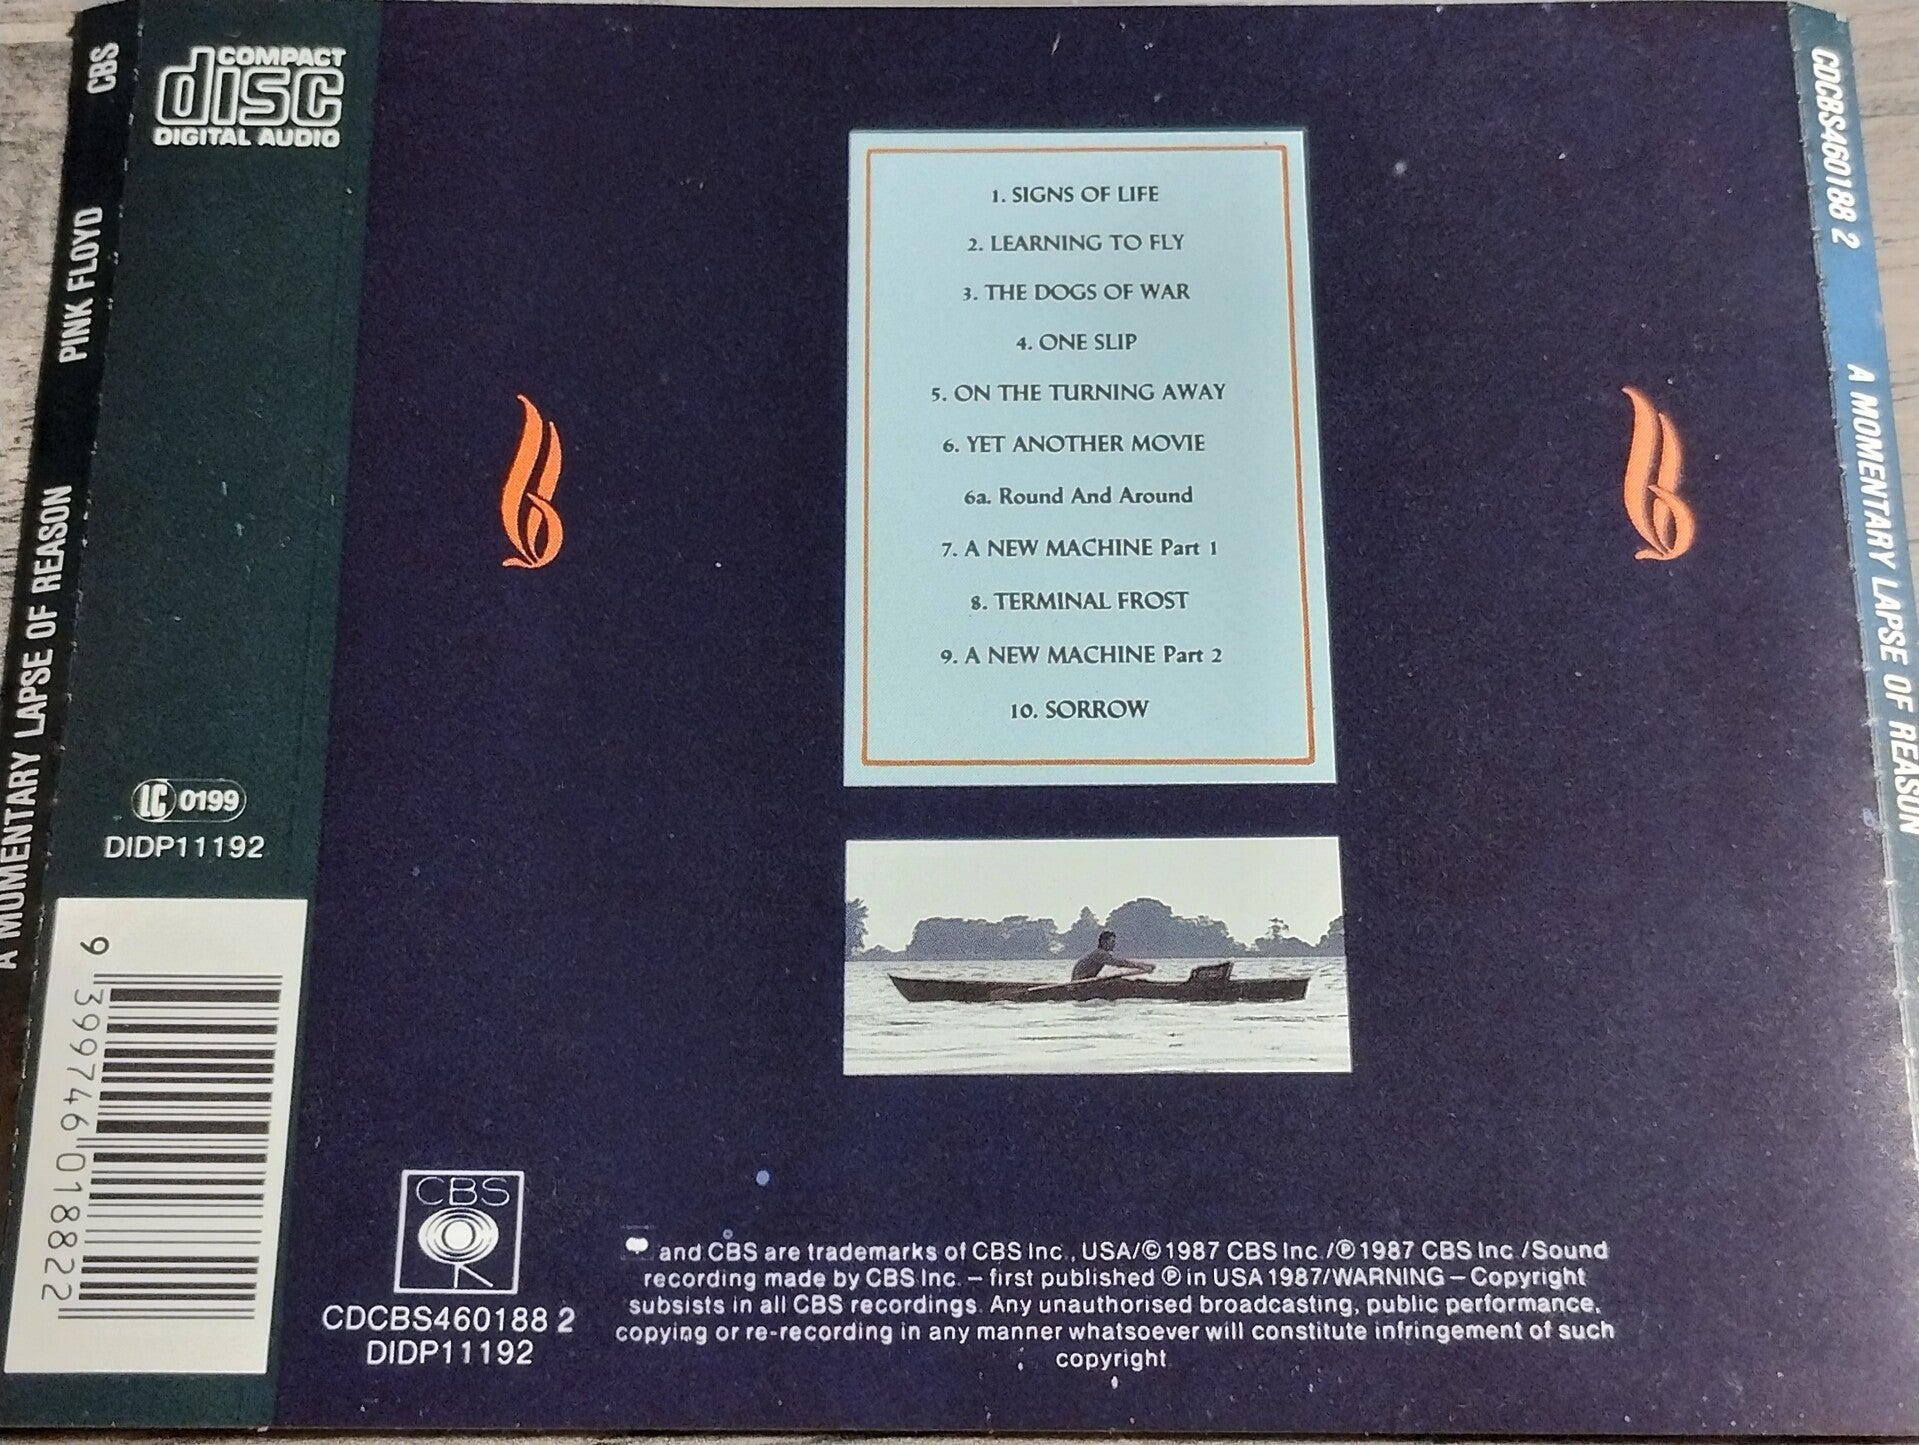 CBS
PINK FLOYD
A MOMENTARY LAPSE OF REASON
COMPACT
disc
DIGITAL AUDIO
LC 0199
DIDP11192
9 399746 018822
1. SIGNS OF LIFE
2. LEARNING TO FLY
3. THE DOGS OF WAR
4. ONE SLIP
5. ON THE TURNING AWAY
6. YET ANOTHER MOVIE
6a. Round And Around
7. A NEW MACHINE Part 1
8. TERMINAL FROST
9. A NEW MACHINE Part 2
10. SORROW
CBS
CDCBS460188 2
DIDP11192
and CBS are trademarks of CBS Inc., USA/© 1987 CBS Inc./℗ 1987 CBS Inc./Sound
recording made by CBS Inc. – first published ℗ in USA 1987/WARNING – Copyright
subsists in all CBS recordings. Any unauthorised broadcasting, public performance,
copying or re-recording in any manner whatsoever will constitute infringement of such
copyright
CDCBS460188 2
A MOMENTARY LAPSE OF REASON